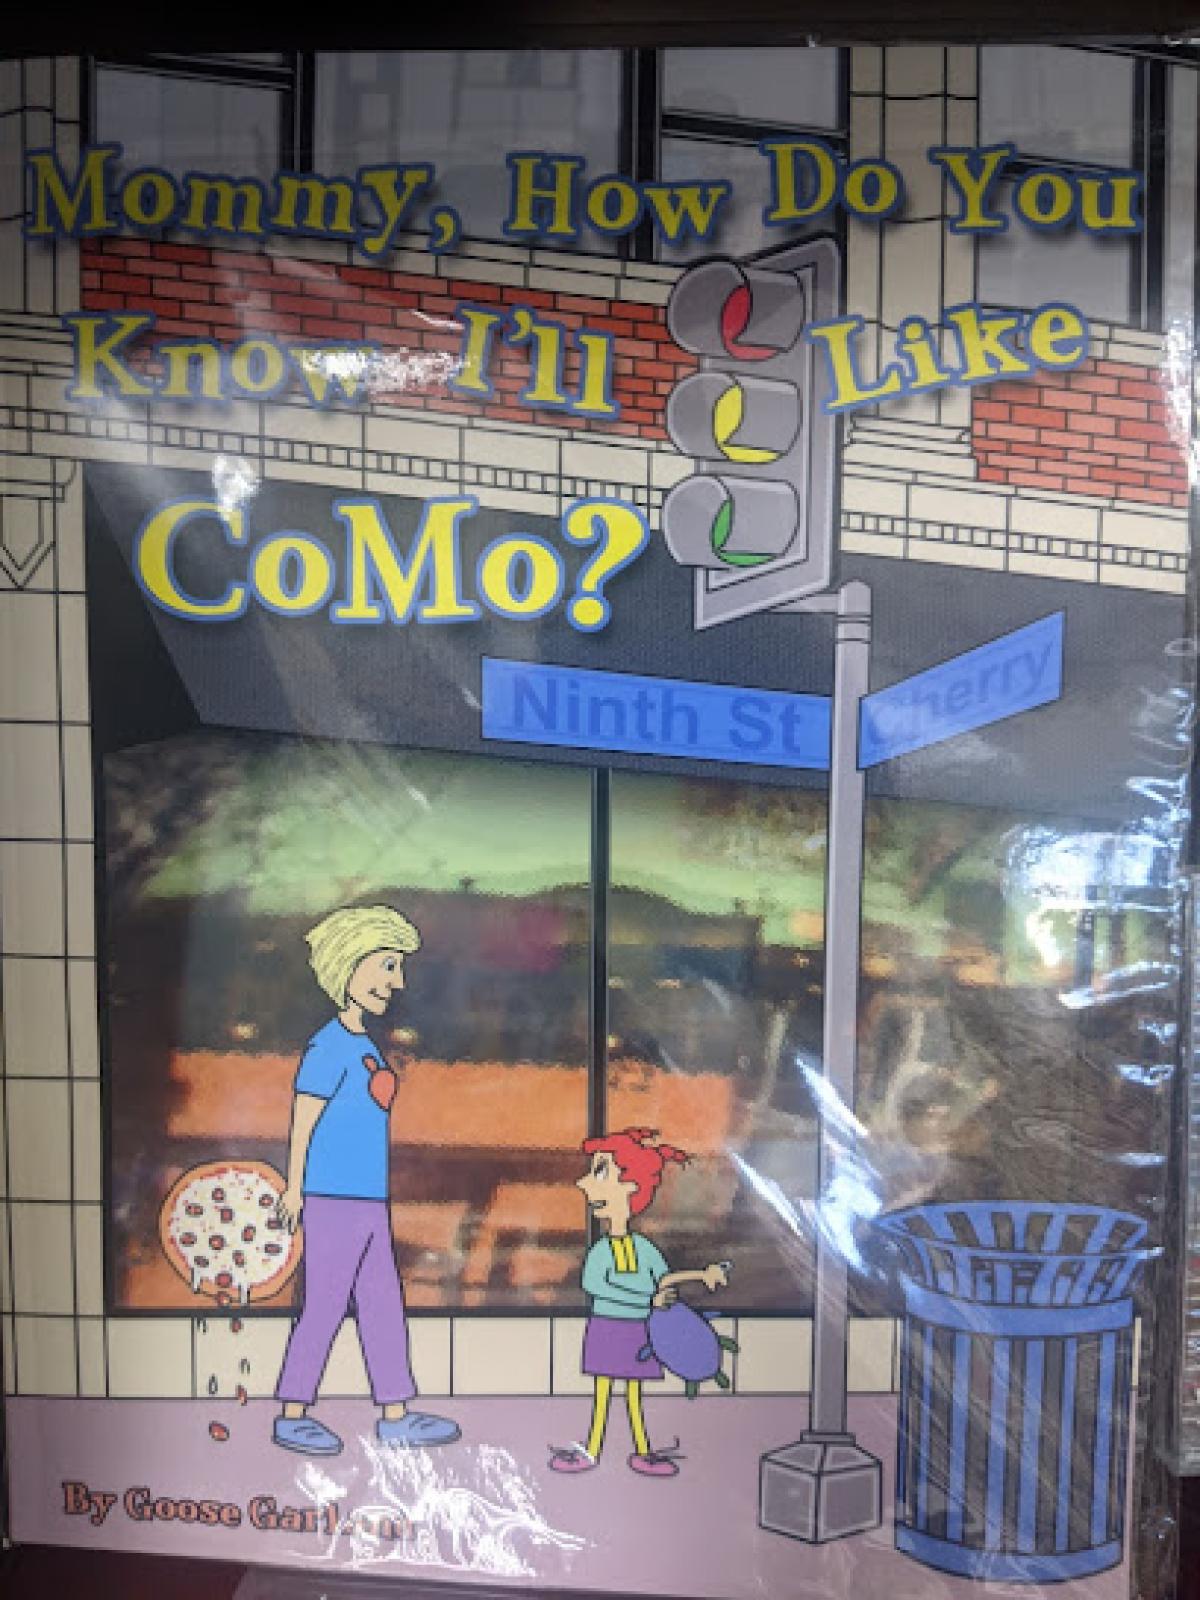 Mommy, How Do You
Know I'll Like
CoMo?
Ninth St Cherry
By Goose